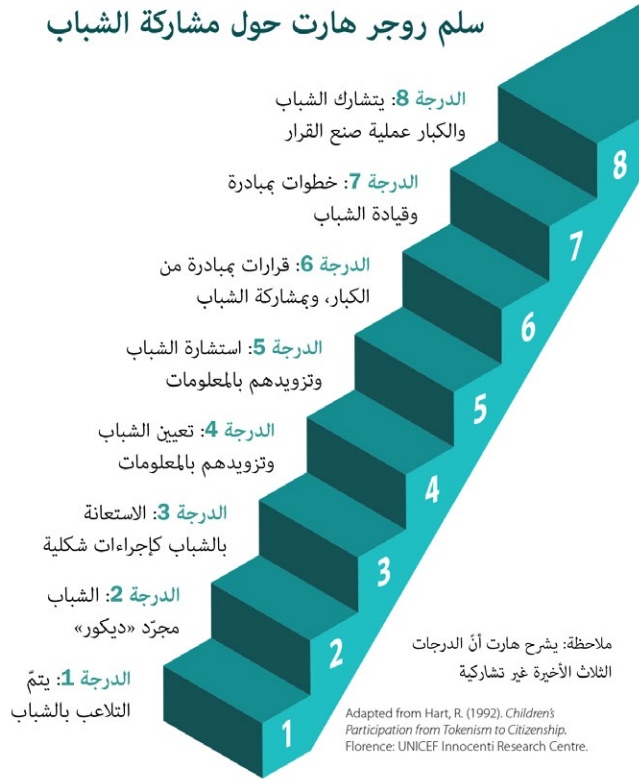 سلم روجر هارت حول مشاركة الشباب
الدرجة 8: يتشارك الشباب
والكبار عملية صنع القرار
الدرجة 7: خطوات بمبادرة
وقيادة الشباب
الدرجة 6: قرارات بمبادرة من
الكبار، وبمشاركة الشباب
الدرجة 5: استشارة الشباب
وتزويدهم بالمعلومات
الدرجة 4: تعيين الشباب
وتزويدهم بالمعلومات
الدرجة 3: الاستعانة
بالشباب كإجراءات شكلية
الدرجة 2: الشباب
مجرّد «ديكور»
الدرجة 1: يتمّ
التلاعب بالشباب
8
7
6
5
4
3
2
1
ملاحظة: يشرح هارت أنّ الدرجات
الثلاث الأخيرة غير تشاركية
Adapted from Hart, R. (1992). Children's
Participation from Tokenism to Citizenship.
Florence: UNICEF Innocenti Research Centre.